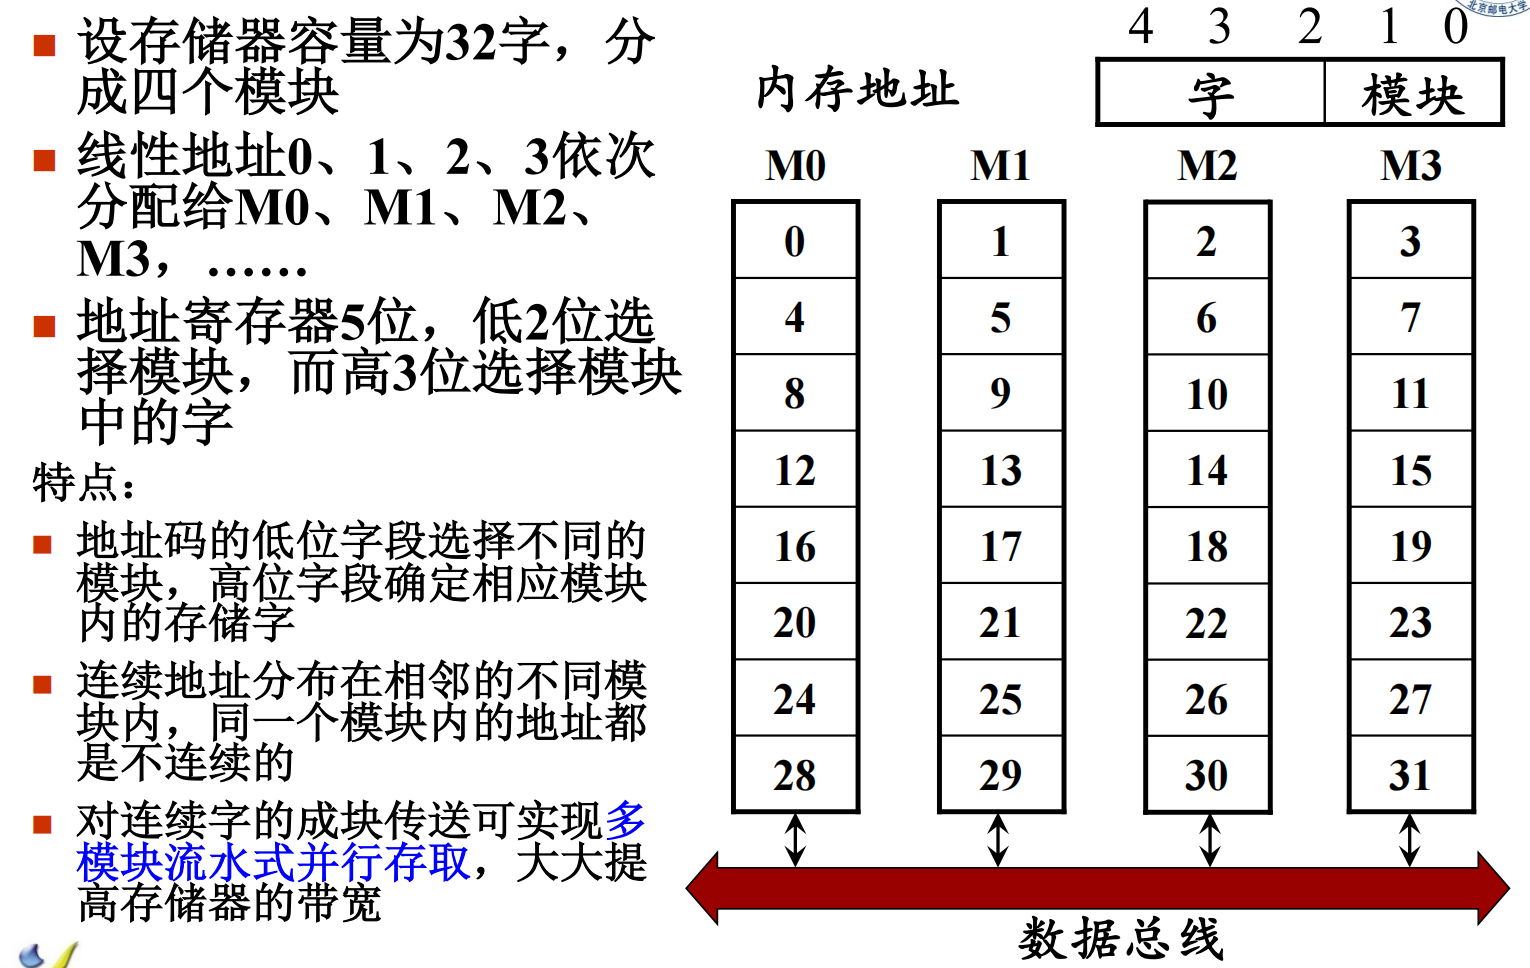 设存储器容量为32字，分
成四个模块
线性地址0、1、2、3依次
分配给M0、M1、M2、
M3，……
地址寄存器5位，低2位选
择模块，而高3位选择模块
中的字
特点：
地址码的低位字段选择不同的
模块，高位字段确定相应模块
内的存储字
连续地址分布在相邻的不同模
块内，同一个模块内的地址都
是不连续的
对连续字的成块传送可实现多
模块流水式并行存取，大大提
高存储器的带宽
北京邮电大学
4 3 2 1 0
内存地址 字 模块
M0 M1 M2 M3
0 1 2 3
4 5 6 7
8 9 10 11
12 13 14 15
16 17 18 19
20 21 22 23
24 25 26 27
28 29 30 31
数据总线